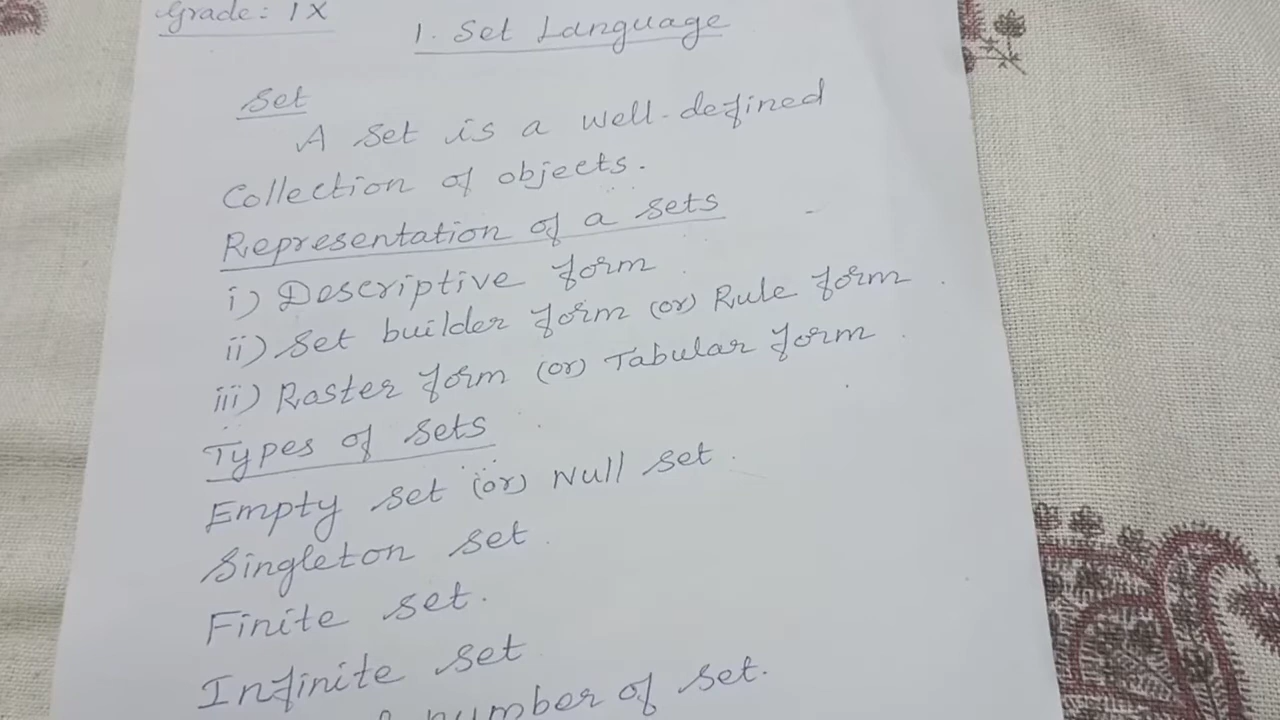 Grade: IX
1. Set Language
Set
A set is a well-defined
Collection of objects.
Representation of a sets
i) Descriptive form
ii) Set builder form (or) Rule form
iii) Roster form (or) Tabular form
Types of sets
Empty set (or) Null set
Singleton set
Finite set.
Infinite set
number of set.